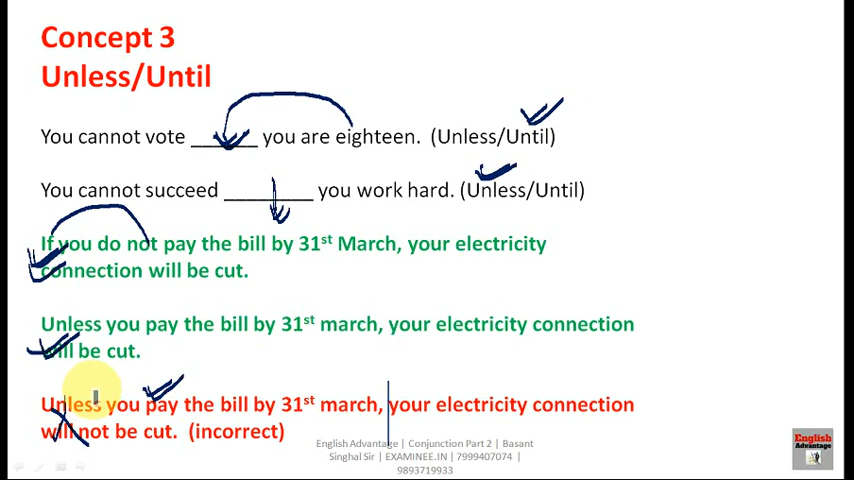 Concept 3
Unless/Until
You cannot vote ______ you are eighteen. (Unless/Until)
You cannot succeed ________ you work hard. (Unless/Until)
If you do not pay the bill by 31st March, your electricity
connection will be cut.
Unless you pay the bill by 31st march, your electricity connection
will be cut.
Unless you pay the bill by 31st march, your electricity connection
will not be cut. (incorrect)
English Advantage | Conjunction Part 2 | Basant
Singhal Sir | EXAMINEE.IN | 7999407074 |
9893719933
English
Advantage